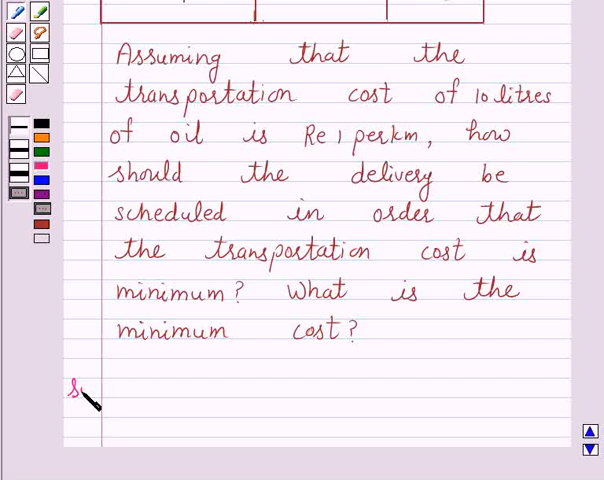 Assuming that the
transportation cost of 10 litres
of oil is Re 1 per km, how
should the delivery be
scheduled in order that
the transportation cost is
minimum? What is the
minimum cost?